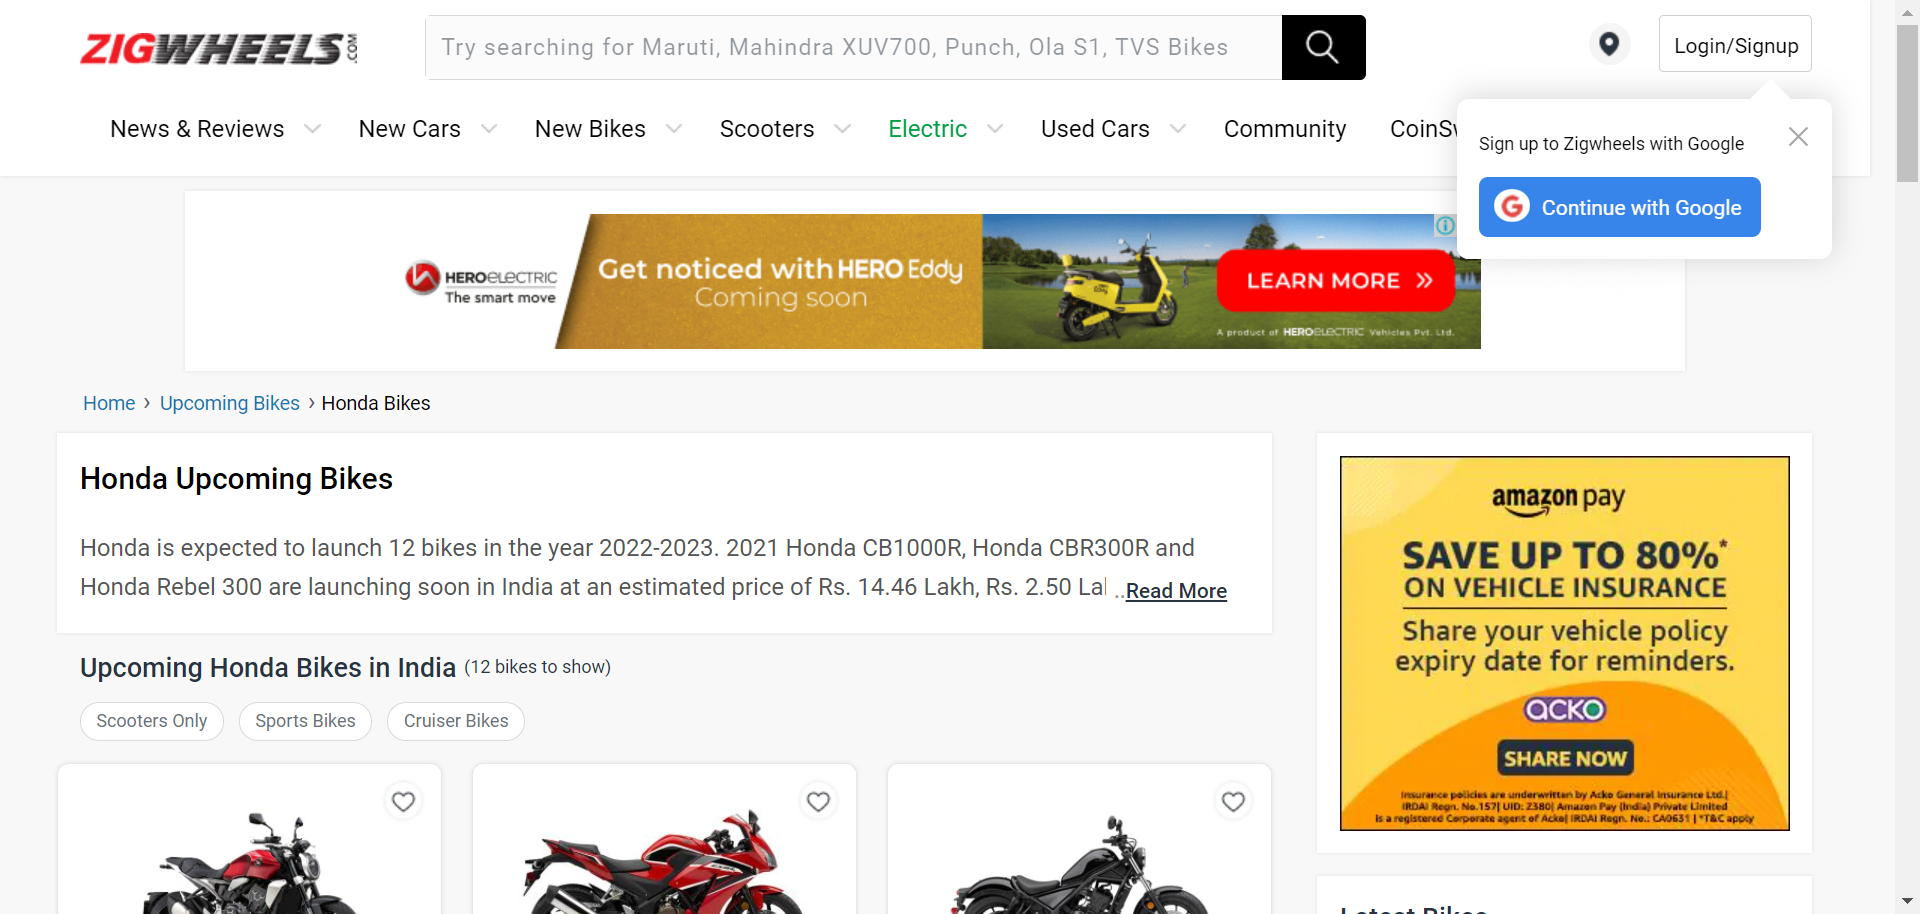 ZIGWHEELS.COM
Try searching for Maruti, Mahindra XUV700, Punch, Ola S1, TVS Bikes
Login/Signup
News & Reviews
New Cars
New Bikes
Scooters
Electric
Used Cars
Community
CoinSw
Sign up to Zigwheels with Google
Continue with Google
HEROELECTRIC
The smart move
Get noticed with HERO Eddy
Coming soon
LEARN MORE »
A product of HEROELECTRIC Vehicles Pvt. Ltd.
Home › Upcoming Bikes › Honda Bikes
Honda Upcoming Bikes
Honda is expected to launch 12 bikes in the year 2022-2023. 2021 Honda CB1000R, Honda CBR300R and
Honda Rebel 300 are launching soon in India at an estimated price of Rs. 14.46 Lakh, Rs. 2.50 Lal ..Read More
Upcoming Honda Bikes in India (12 bikes to show)
Scooters Only
Sports Bikes
Cruiser Bikes
amazon pay
SAVE UP TO 80%*
ON VEHICLE INSURANCE
Share your vehicle policy
expiry date for reminders.
acko
SHARE NOW
Insurance policies are underwritten by Acko General Insurance Ltd.|
IRDAI Regn. No.157| UID: 2380| Amazon Pay (India) Private Limited
is a registered Corporate agent of Acko| IRDAI Regn. No.: CA0631 | *T&C apply
Latest Bikes